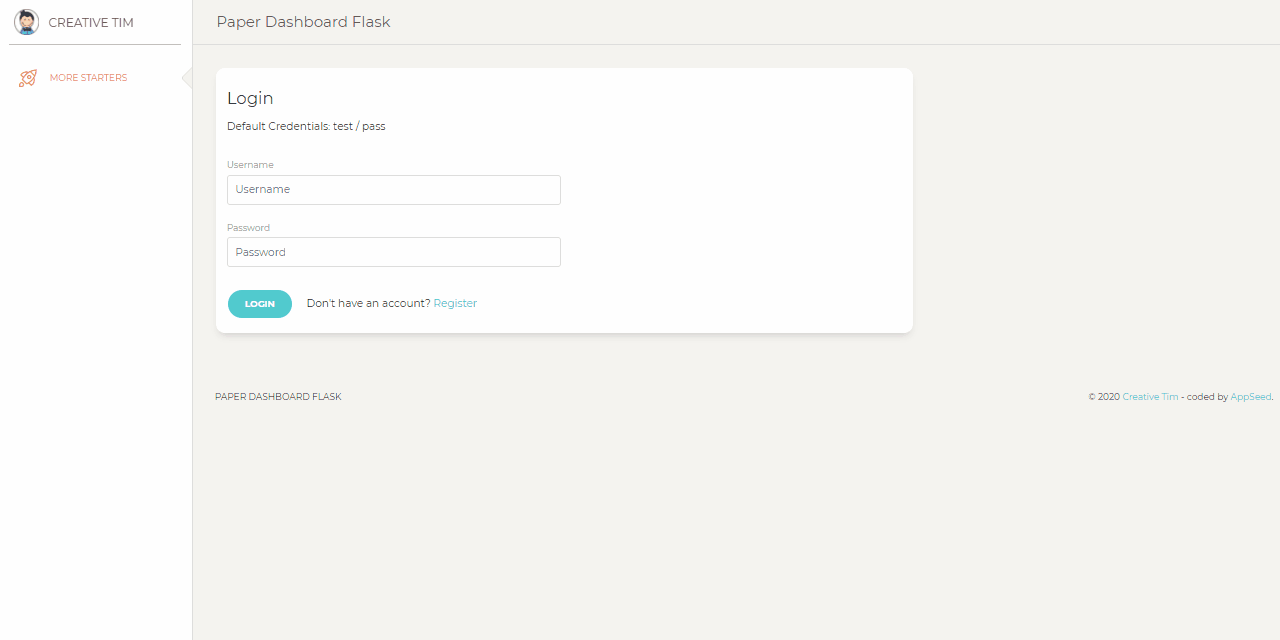 CREATIVE TIM
Paper Dashboard Flask
MORE STARTERS
Login
Default Credentials: test / pass
Username
Username
Password
Password
LOGIN
Don't have an account? Register
PAPER DASHBOARD FLASK
© 2020 Creative Tim - coded by AppSeed.